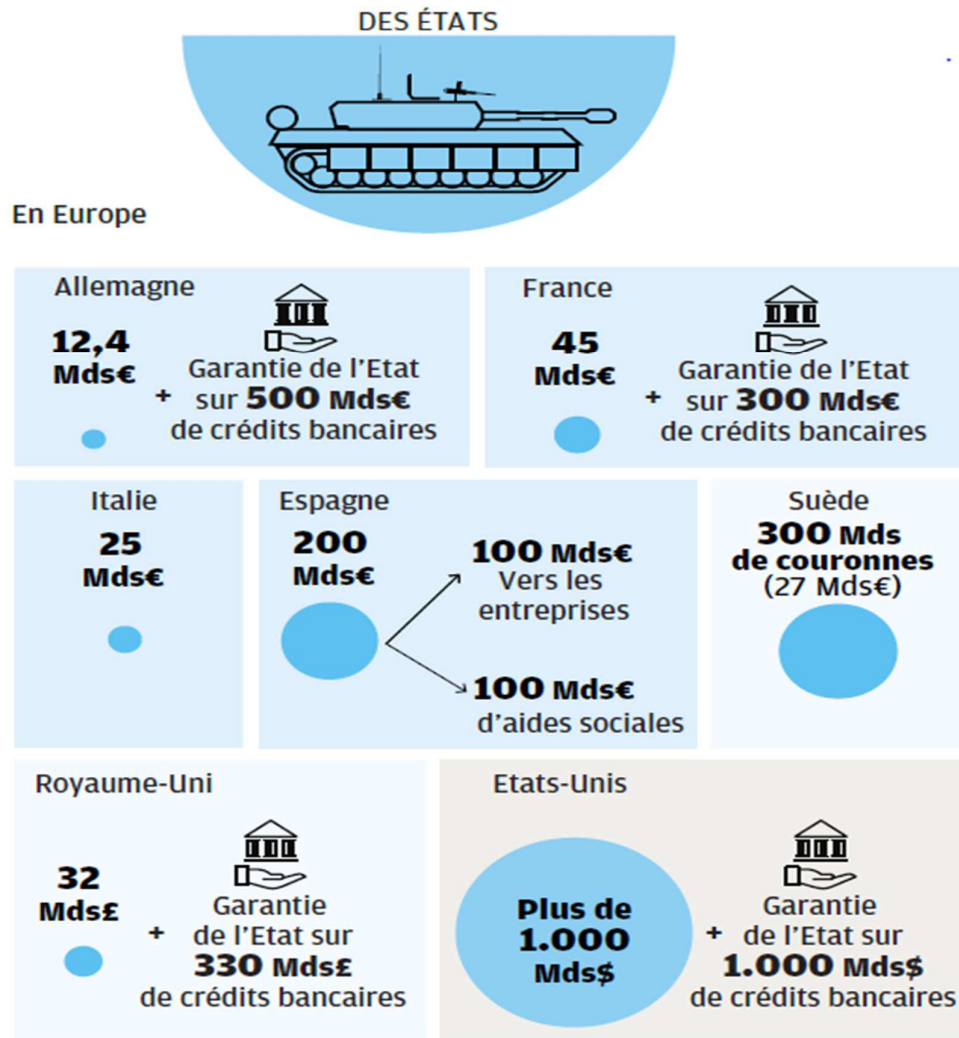 DES ÉTATS
En Europe
Allemagne
12,4
Mds€
+
Garantie de l'Etat
sur 500 Mds€
de crédits bancaires
France
45
Mds€
+
Garantie de l'Etat
sur 300 Mds€
de crédits bancaires
Italie
25
Mds€
Espagne
200
Mds€
100 Mds€
Vers les
entreprises
100 Mds€
d'aides sociales
Suède
300 Mds
de couronnes
(27 Mds€)
Royaume-Uni
32
Mds£
+
Garantie
de l'Etat sur
330 Mds£
de crédits bancaires
Etats-Unis
Plus de
1.000
Mds$
+
Garantie
de l'Etat sur
1.000 Mds$
de crédits bancaires